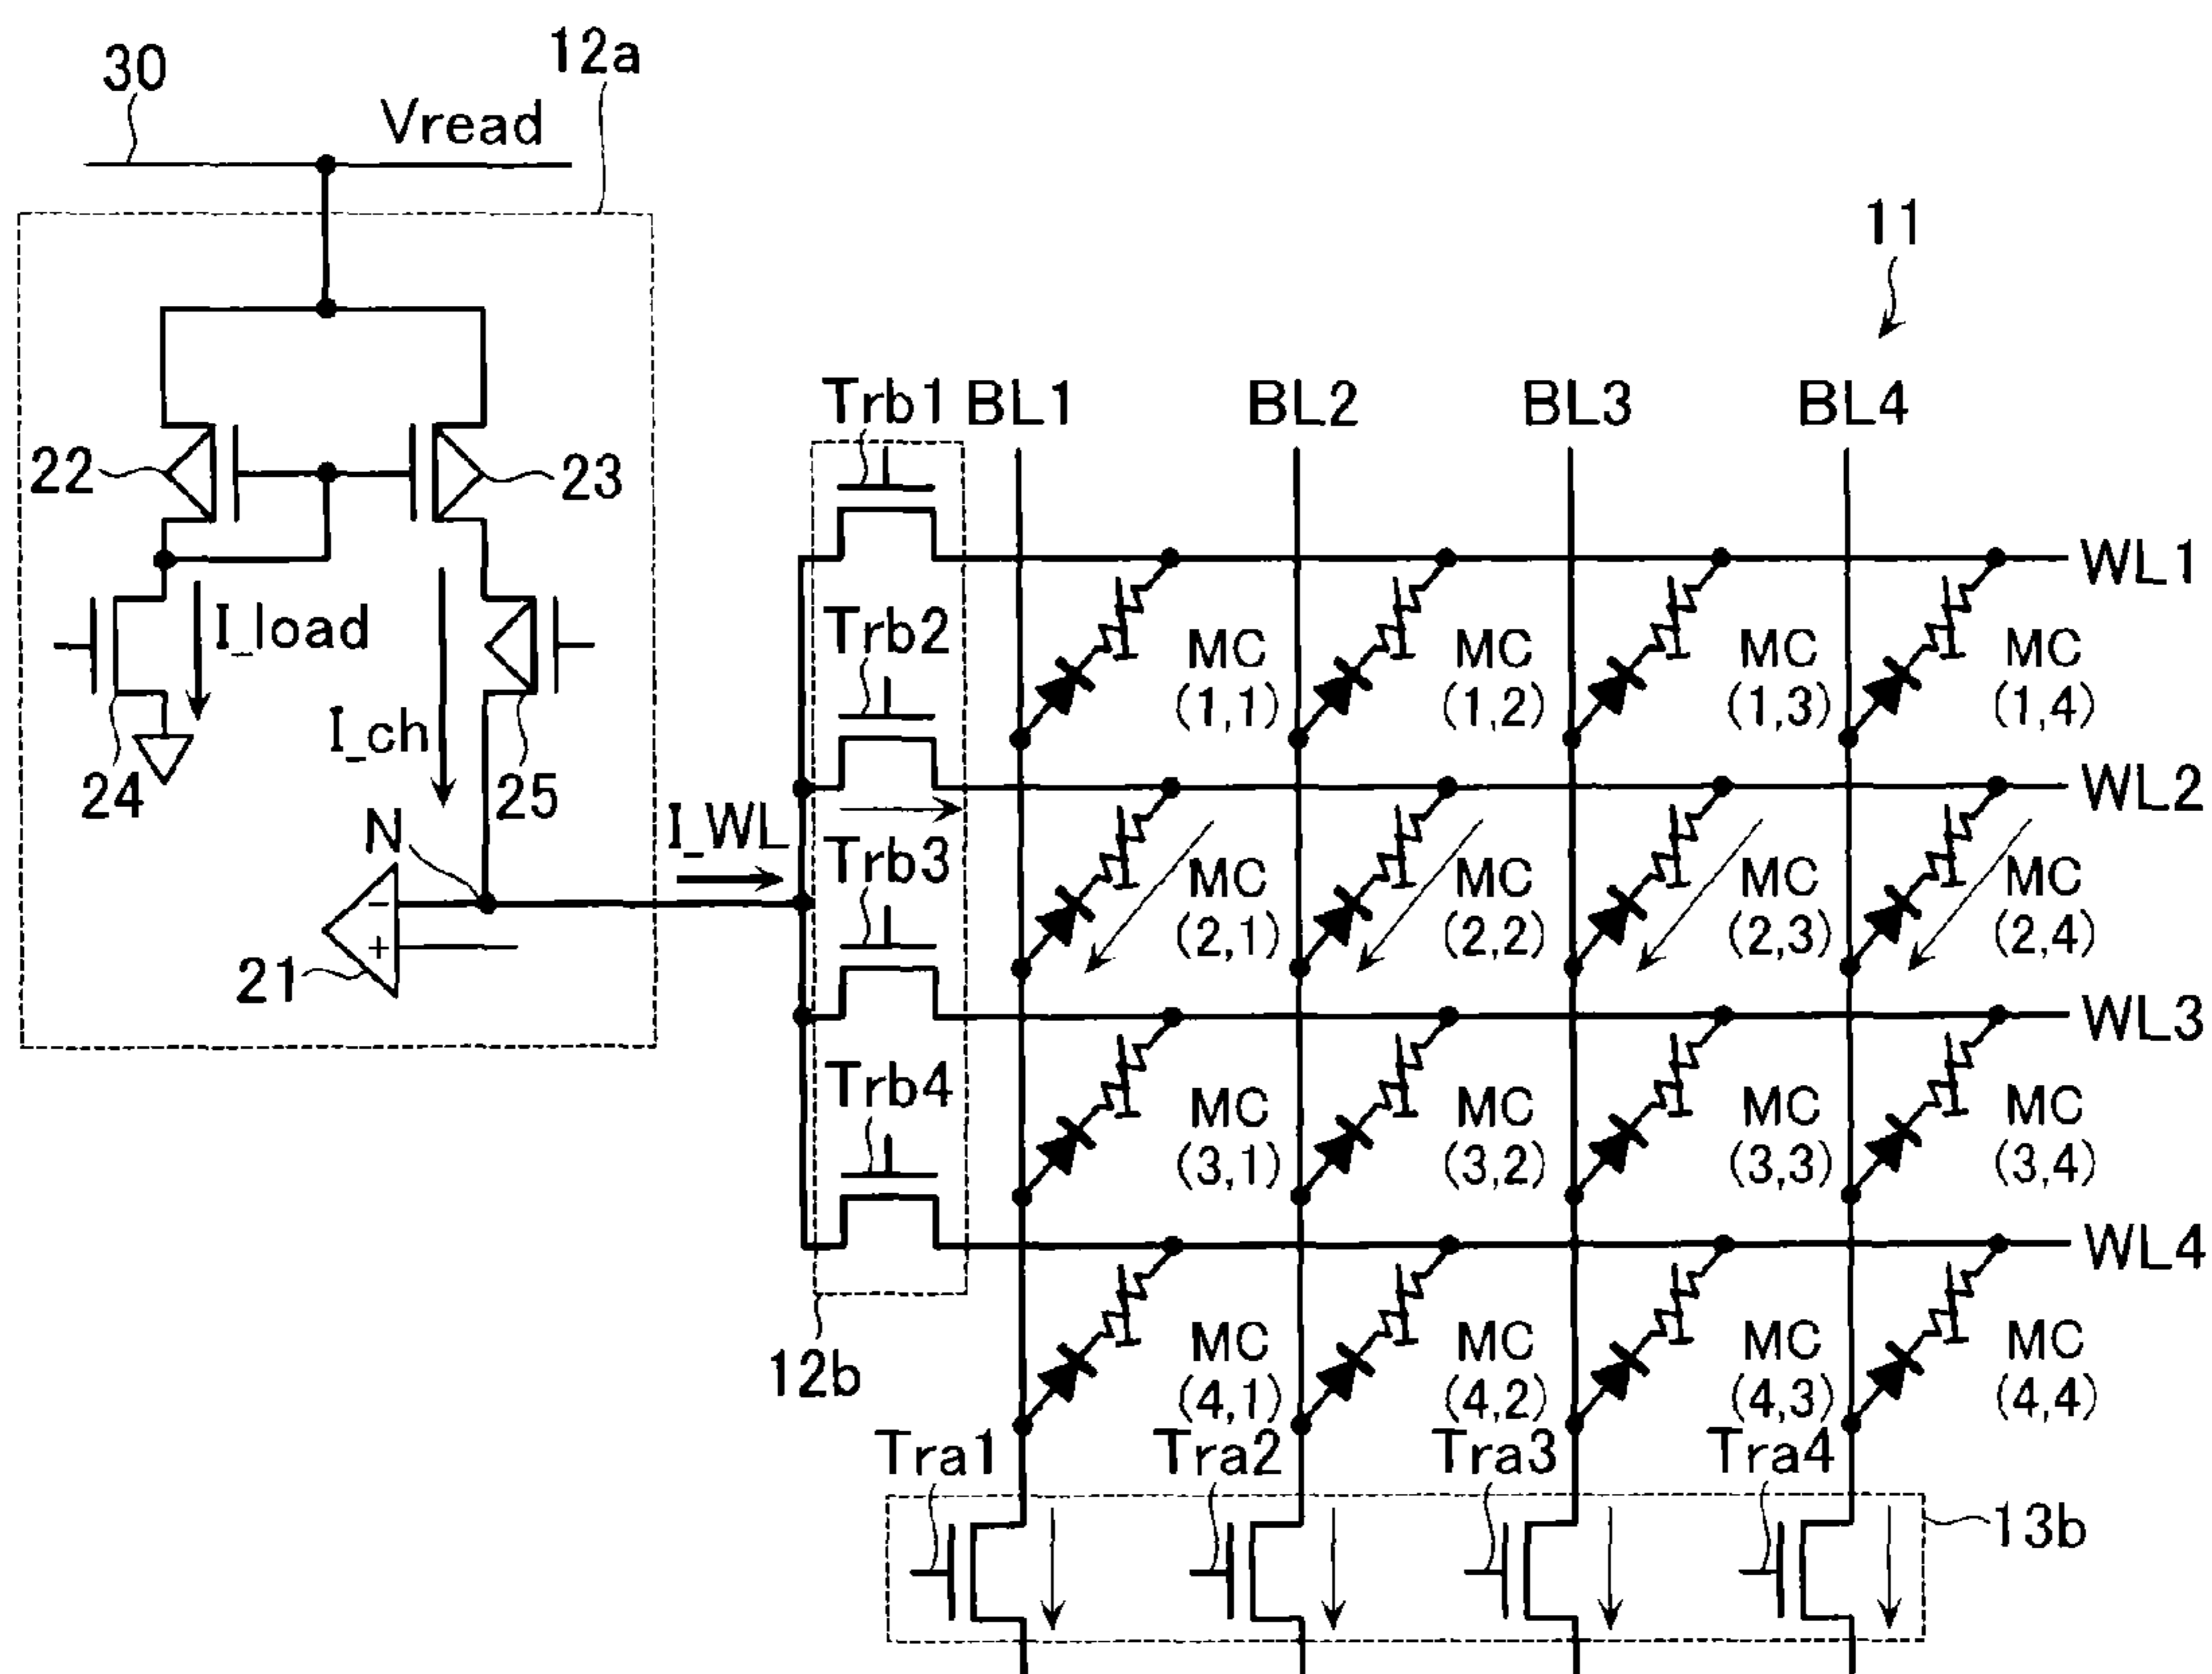 30
12a
Vread
11
Trb1 BL1 BL2 BL3 BL4
22
23
WL1
I_load
Trb2
MC (1,1)
MC (1,2)
MC (1,3)
MC (1,4)
I_ch
24
25
WL2
N
I_WL
Trb3
MC (2,1)
MC (2,2)
MC (2,3)
MC (2,4)
-
+
21
WL3
Trb4
MC (3,1)
MC (3,2)
MC (3,3)
MC (3,4)
WL4
12b
MC (4,1)
MC (4,2)
MC (4,3)
MC (4,4)
Tra1 Tra2 Tra3 Tra4
13b